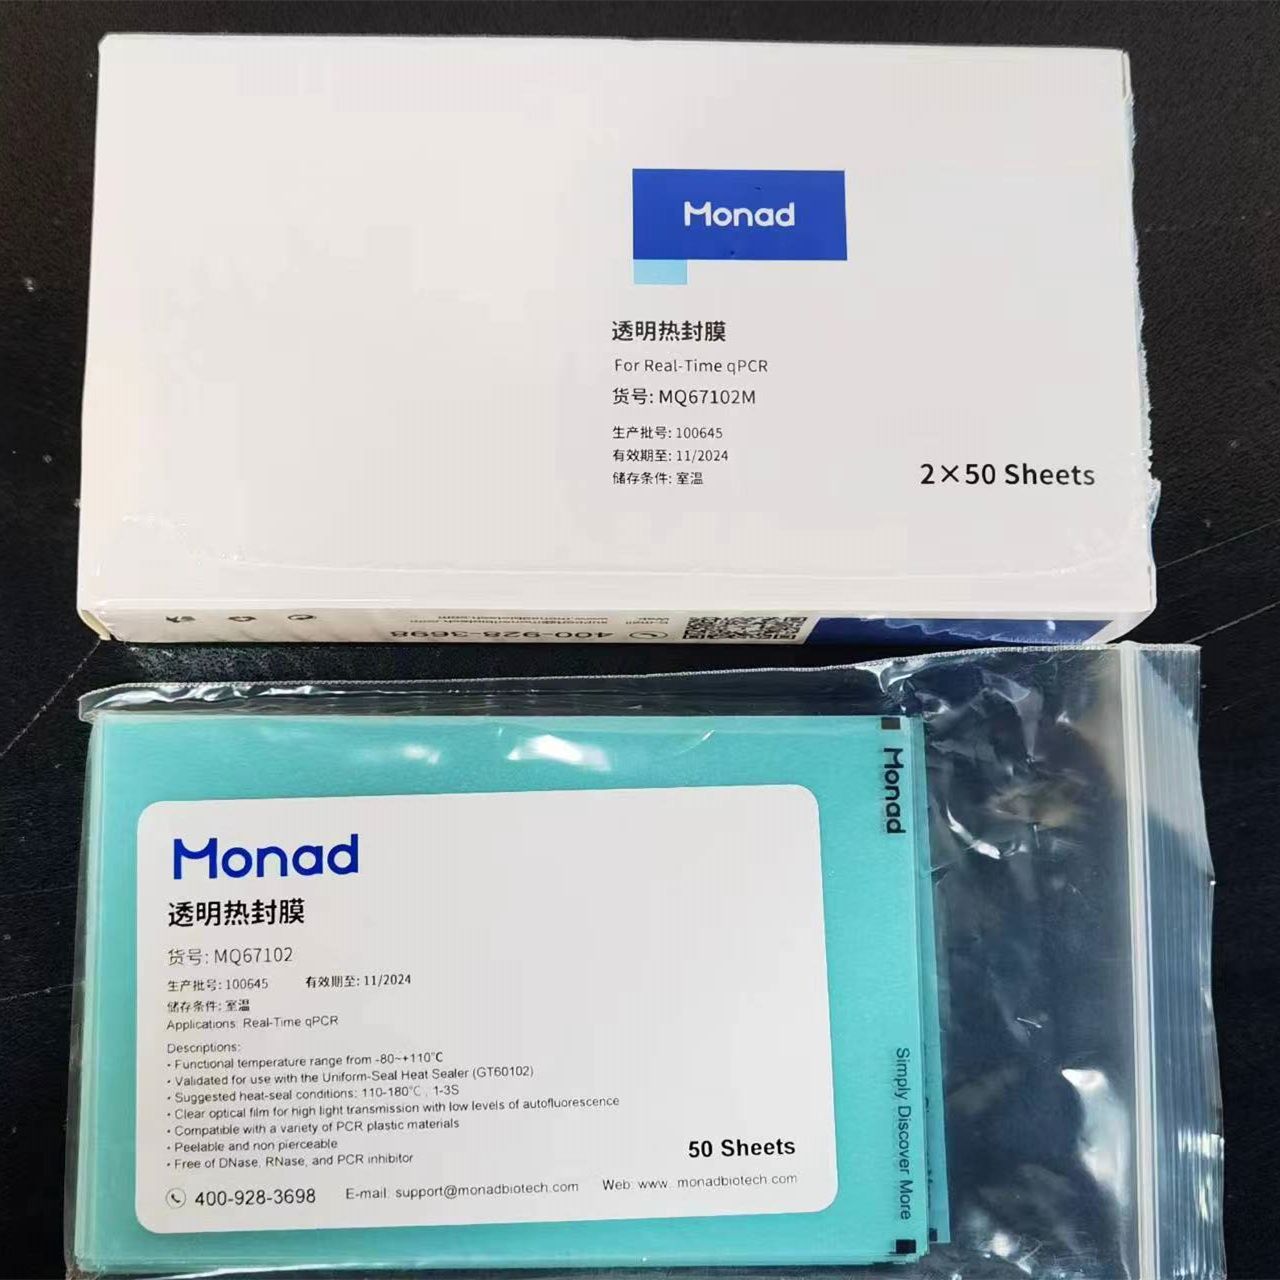 Monad
透明热封膜
For Real-Time qPCR
货号: MQ67102M
生产批号: 100645
有效期至: 11/2024
储存条件: 室温
2×50 Sheets
400-928-3698
Monad
Simply Discover More
Monad
透明热封膜
货号: MQ67102
生产批号: 100645 有效期至: 11/2024
储存条件: 室温
Applications: Real-Time qPCR
Descriptions:
• Functional temperature range from -80~+110℃
• Validated for use with the Uniform-Seal Heat Sealer (GT60102)
• Suggested heat-seal conditions: 110-180℃, 1-3S
• Clear optical film for high light transmission with low levels of autofluorescence
• Compatible with a variety of PCR plastic materials
• Peelable and non pierceable
• Free of DNase, RNase, and PCR inhibitor
50 Sheets
400-928-3698 E-mail: support@monadbiotech.com Web: www. monadbiotech.com